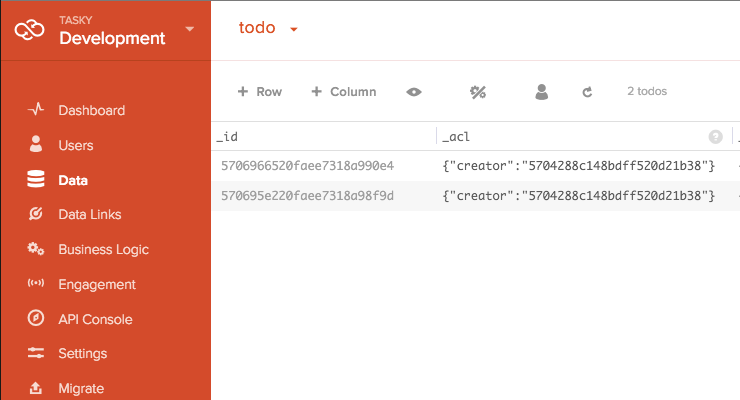 TASKY
Development
Dashboard
Users
Data
Data Links
Business Logic
Engagement
API Console
Settings
Migrate
todo
+ Row + Column 2 todos
_id _acl ?
5706966520faee7318a990e4 {"creator":"5704288c148bdff520d21b38"}
570695e220faee7318a98f9d {"creator":"5704288c148bdff520d21b38"}